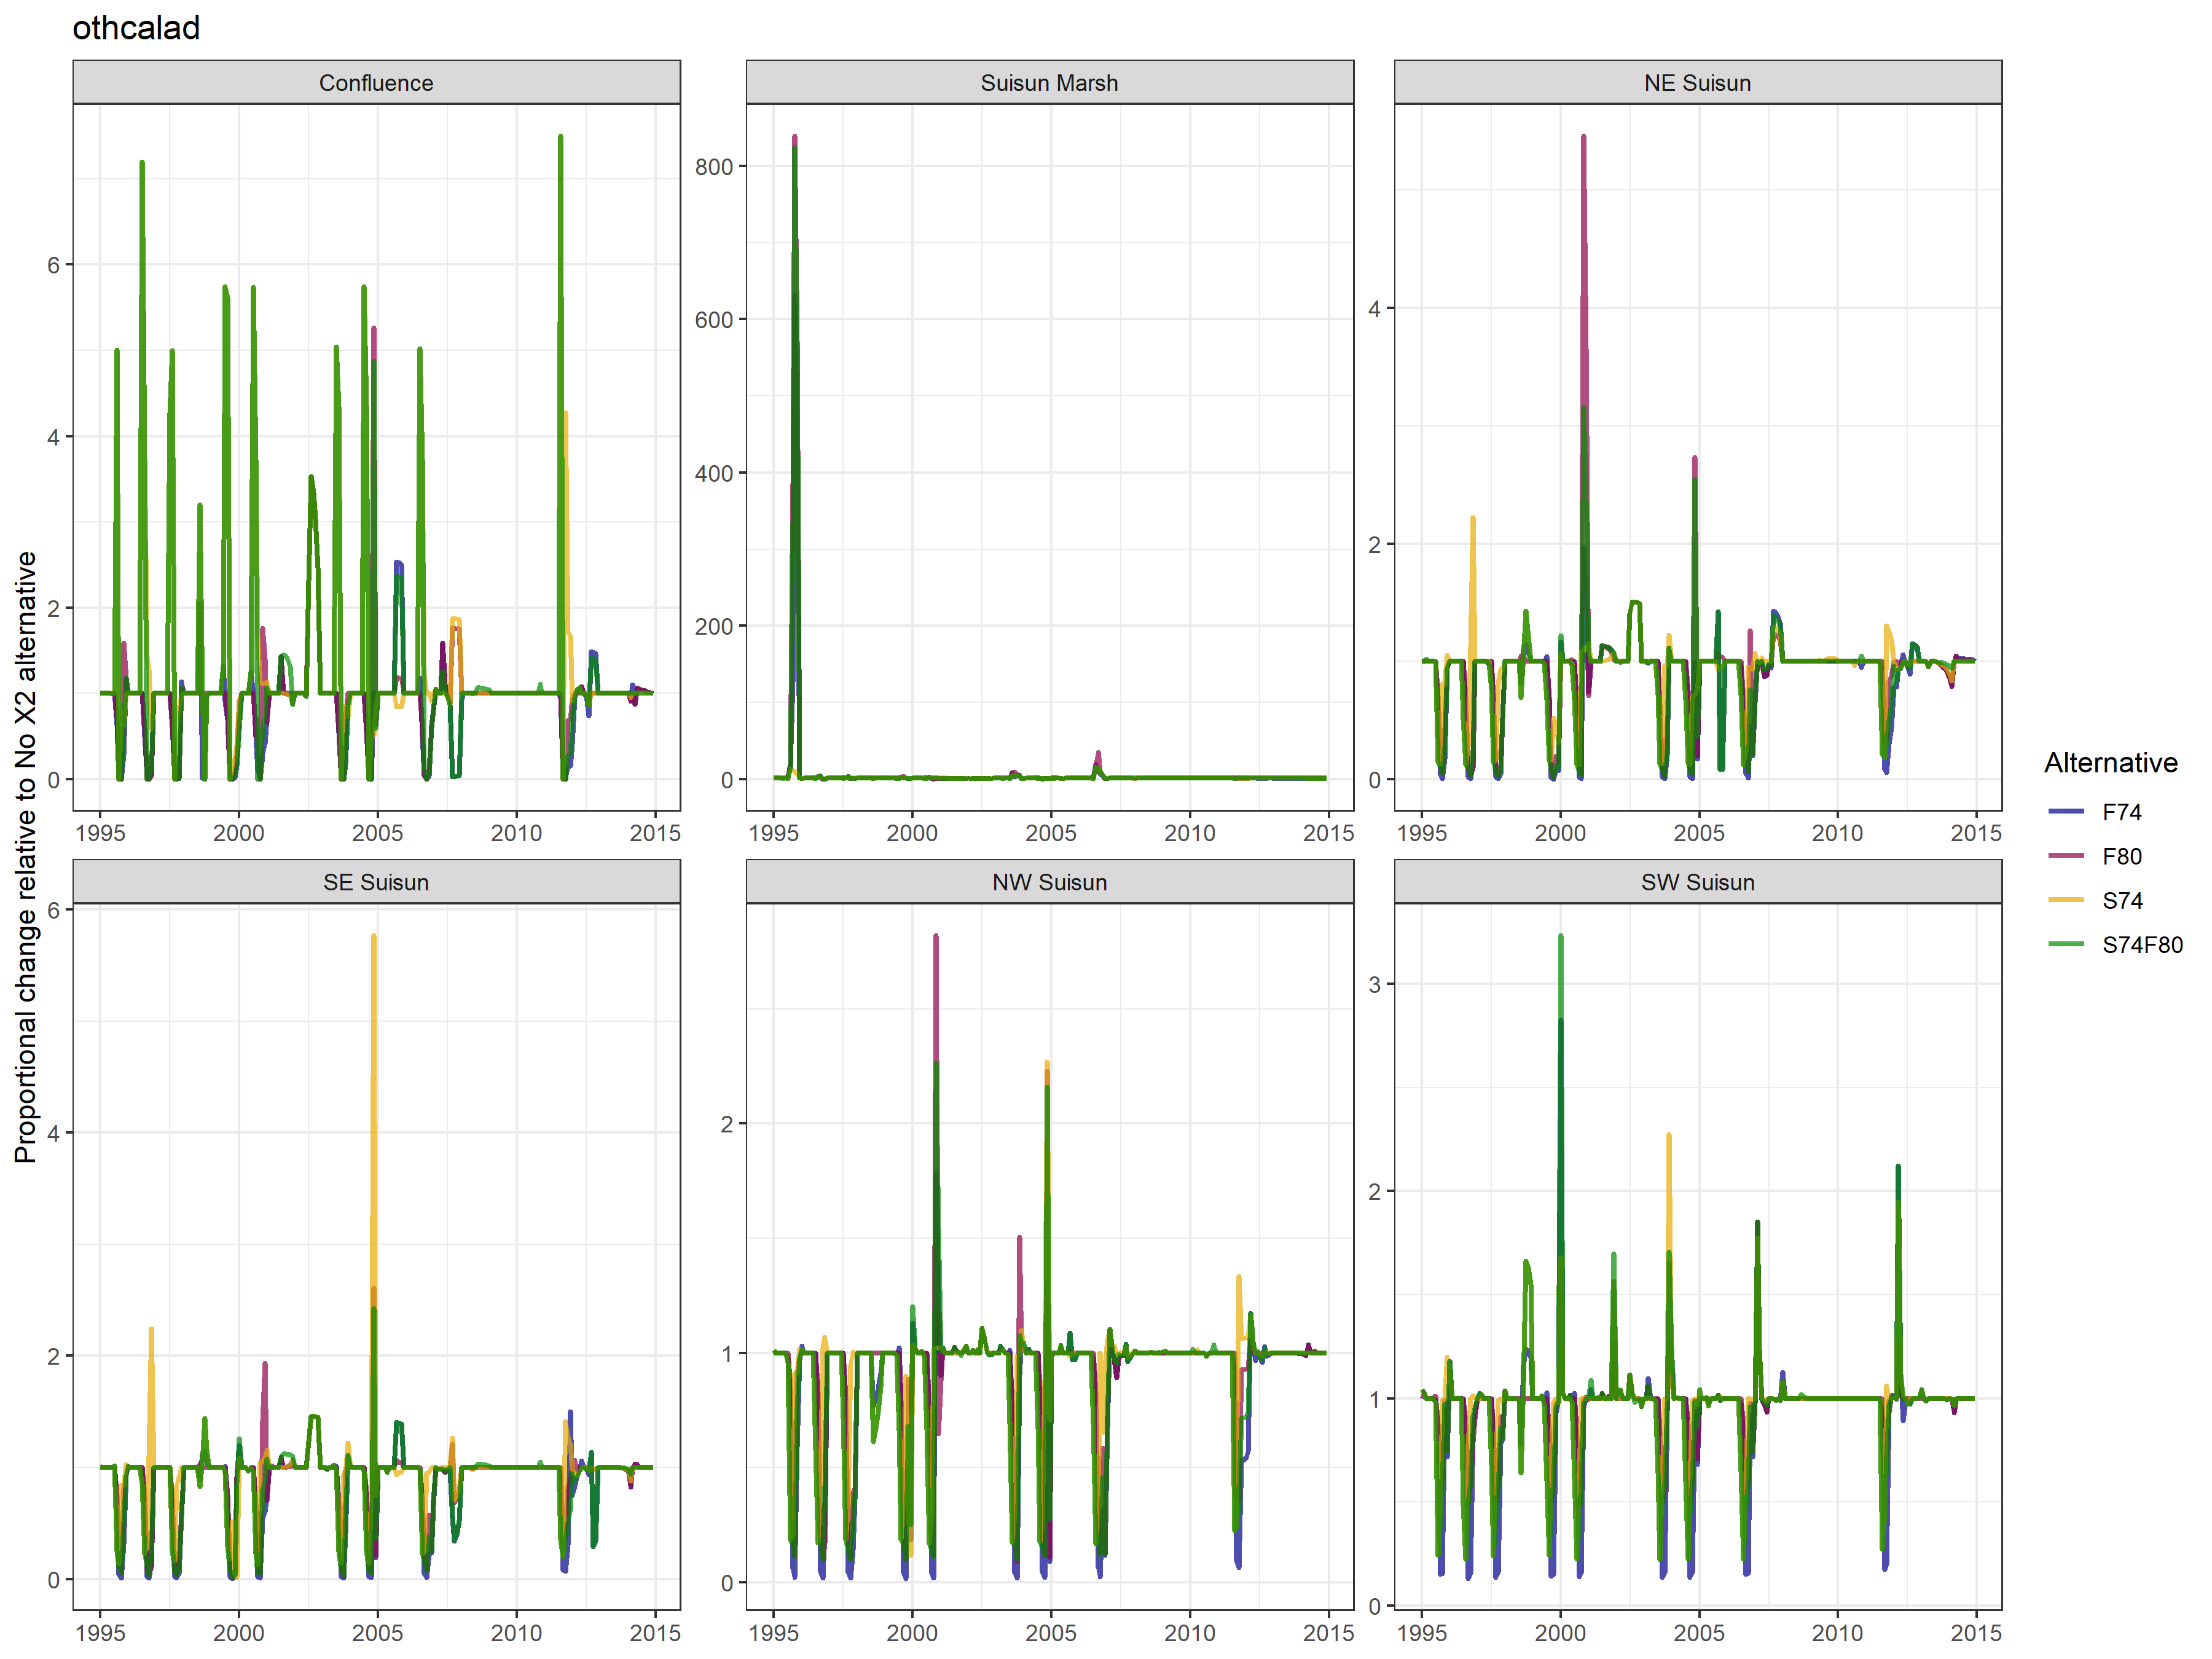 othcalad
Confluence
Suisun Marsh
NE Suisun
6
4
2
0
800
600
400
200
0
4
2
0
1995 2000 2005 2010 2015
1995 2000 2005 2010 2015
1995 2000 2005 2010 2015
SE Suisun
NW Suisun
SW Suisun
6
4
2
0
2
1
0
3
2
1
0
1995 2000 2005 2010 2015
1995 2000 2005 2010 2015
1995 2000 2005 2010 2015
Proportional change relative to No X2 alternative
Alternative
F74
F80
S74
S74F80